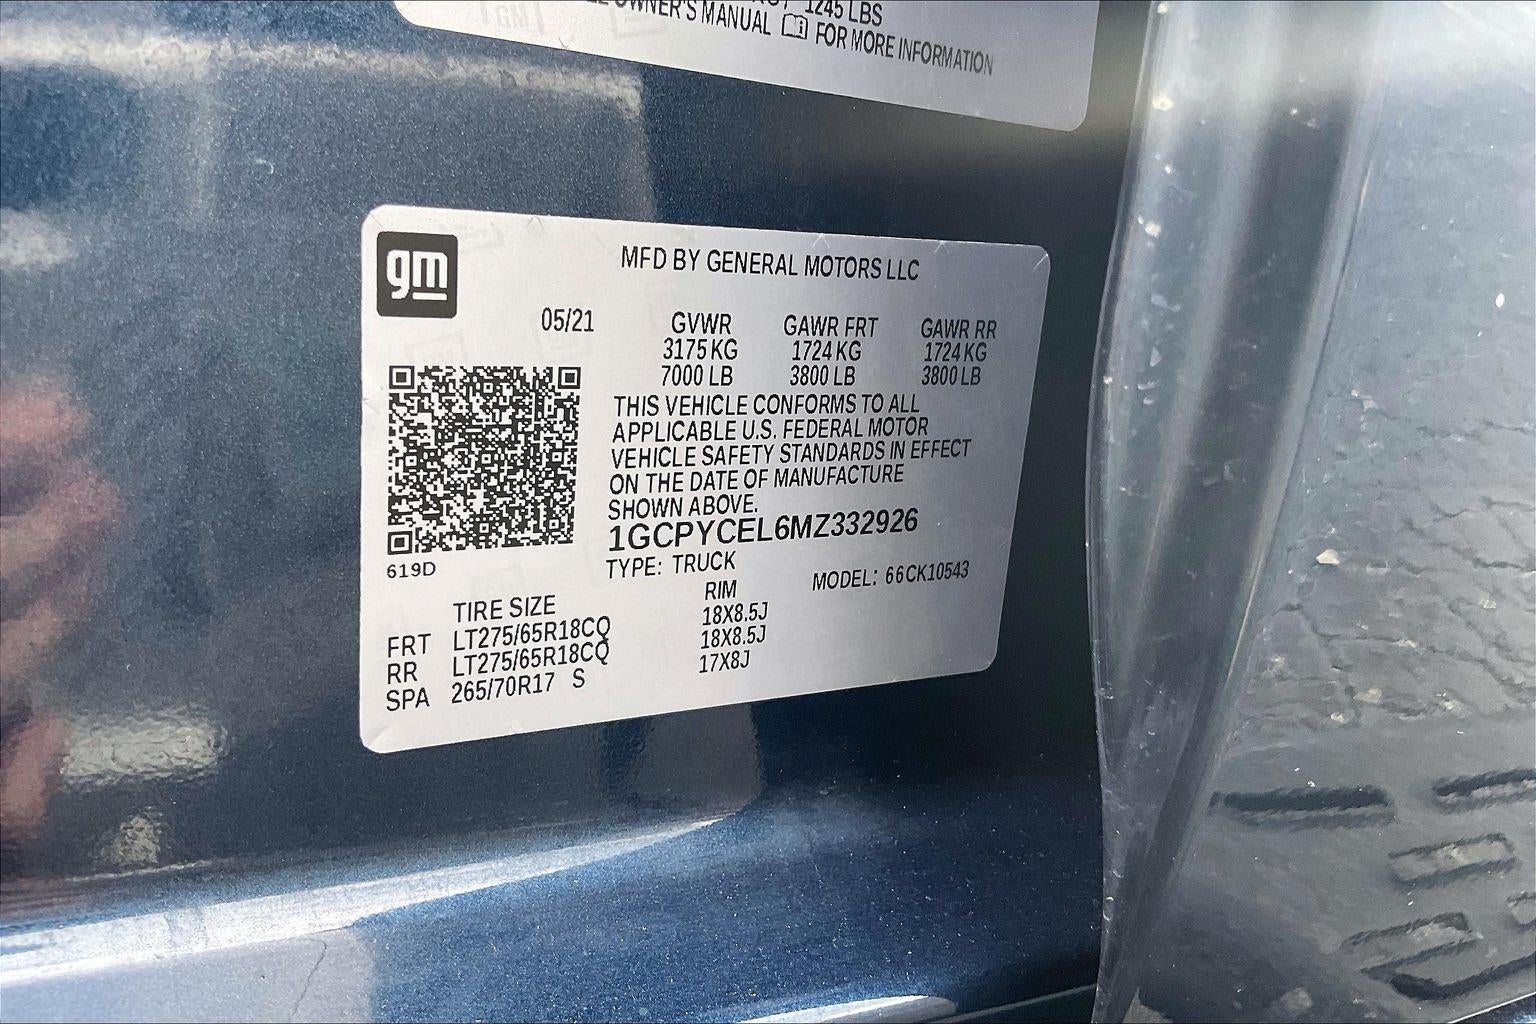 1245 LBS
OWNER'S MANUAL FOR MORE INFORMATION
GM
gm
MFD BY GENERAL MOTORS LLC
05/21 GVWR GAWR FRT GAWR RR
3175 KG 1724 KG 1724 KG
7000 LB 3800 LB 3800 LB
THIS VEHICLE CONFORMS TO ALL
APPLICABLE U.S. FEDERAL MOTOR
VEHICLE SAFETY STANDARDS IN EFFECT
ON THE DATE OF MANUFACTURE
SHOWN ABOVE.
1GCPYCEL6MZ332926
619D
TYPE: TRUCK MODEL: 66CK10543
TIRE SIZE RIM
FRT LT275/65R18CQ 18X8.5J
RR LT275/65R18CQ 18X8.5J
SPA 265/70R17 S 17X8J